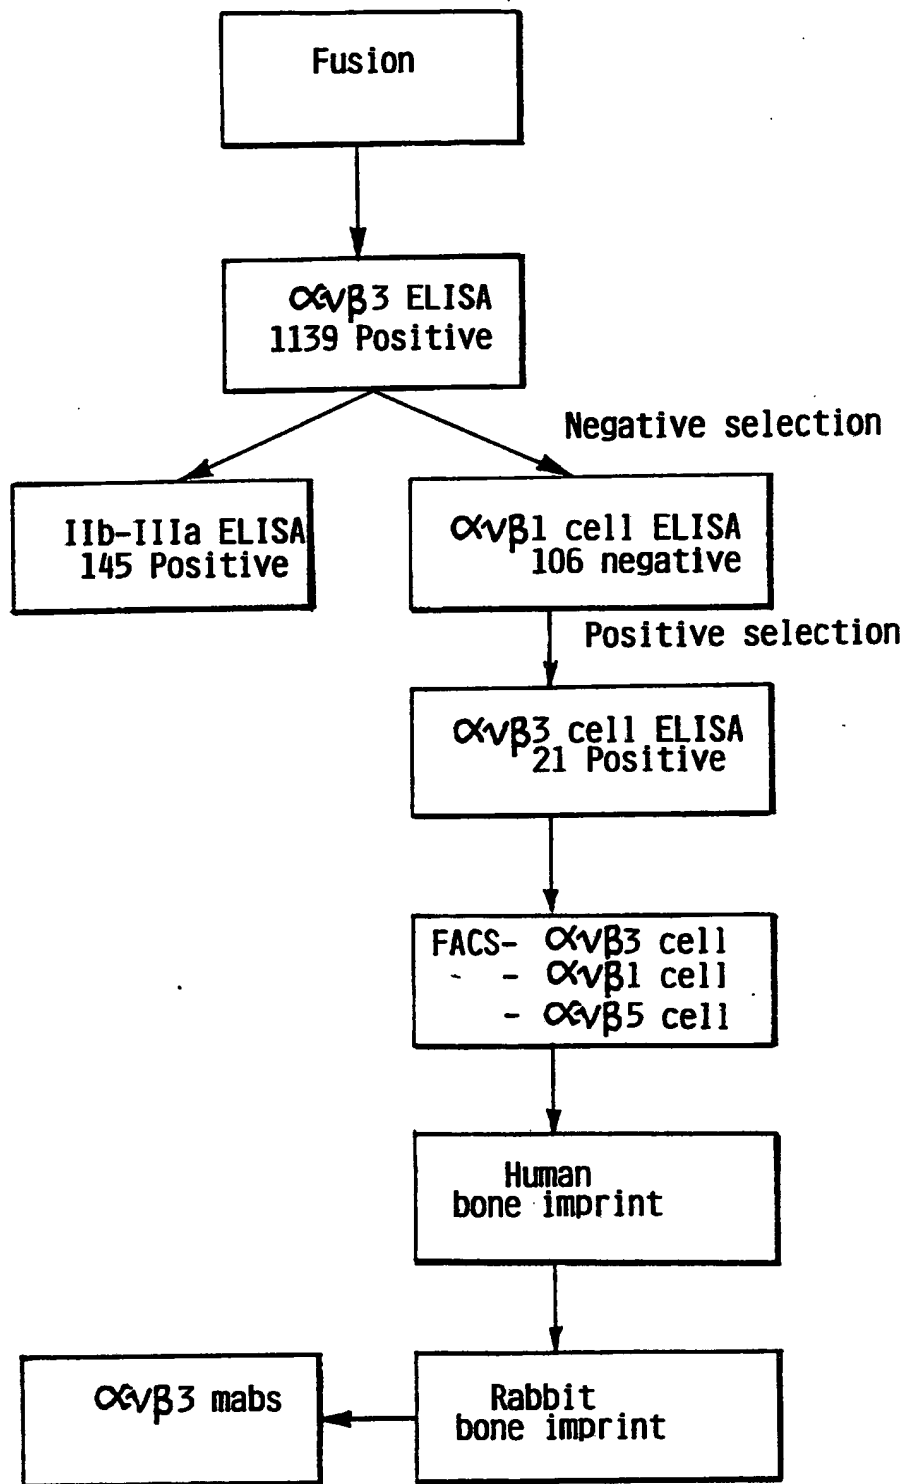 Fusion
αvβ3 ELISA
1139 Positive
Negative selection
IIb-IIIa ELISA
145 Positive
αvβ1 cell ELISA
106 negative
Positive selection
αvβ3 cell ELISA
21 Positive
FACS- αvβ3 cell
- αvβ1 cell
- αvβ5 cell
Human
bone imprint
Rabbit
bone imprint
αvβ3 mabs